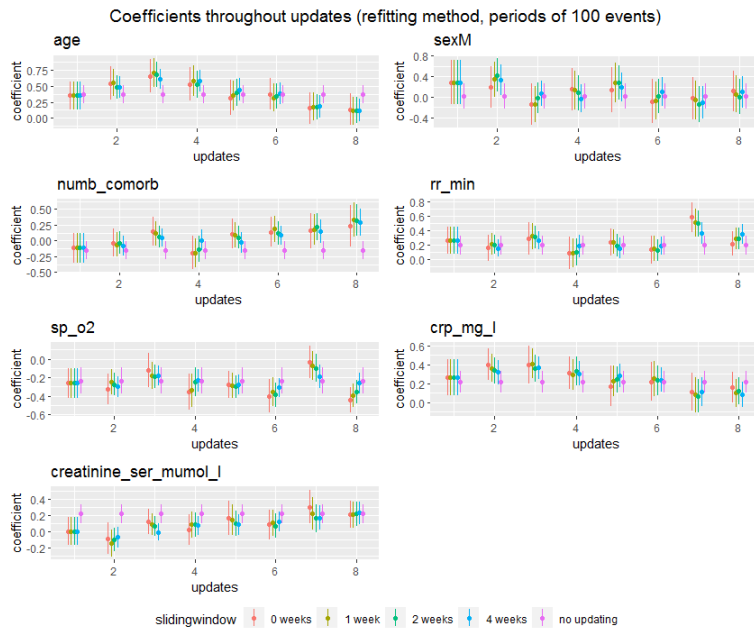 Coefficients throughout updates (refitting method, periods of 100 events)
age
coefficient
0.75
0.50
0.25
0.00
2 4 6 8
updates
sexM
coefficient
0.8
0.4
0.0
-0.4
2 4 6 8
updates
numb_comorb
coefficient
0.50
0.25
0.00
-0.25
-0.50
2 4 6 8
updates
rr_min
coefficient
0.8
0.6
0.4
0.2
0.0
2 4 6 8
updates
sp_o2
coefficient
0.0
-0.2
-0.4
-0.6
2 4 6 8
updates
crp_mg_l
coefficient
0.6
0.4
0.2
0.0
2 4 6 8
updates
creatinine_ser_mumol_l
coefficient
0.4
0.2
0.0
-0.2
2 4 6 8
updates
slidingwindow 0 weeks 1 week 2 weeks 4 weeks no updating